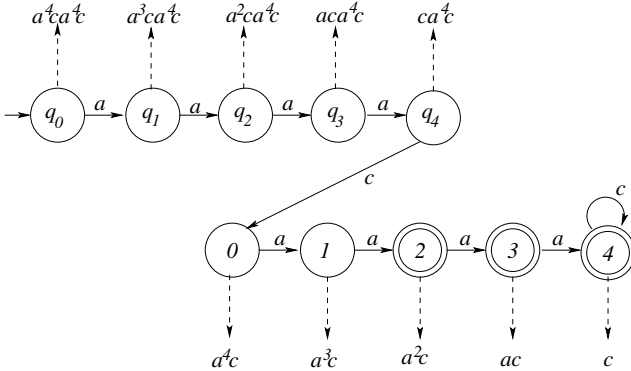 a⁴ca⁴c a³ca⁴c a²ca⁴c aca⁴c ca⁴c
q₀ a q₁ a q₂ a q₃ a q₄
c
c
0 a 1 a 2 a 3 a 4
a⁴c a³c a²c ac c